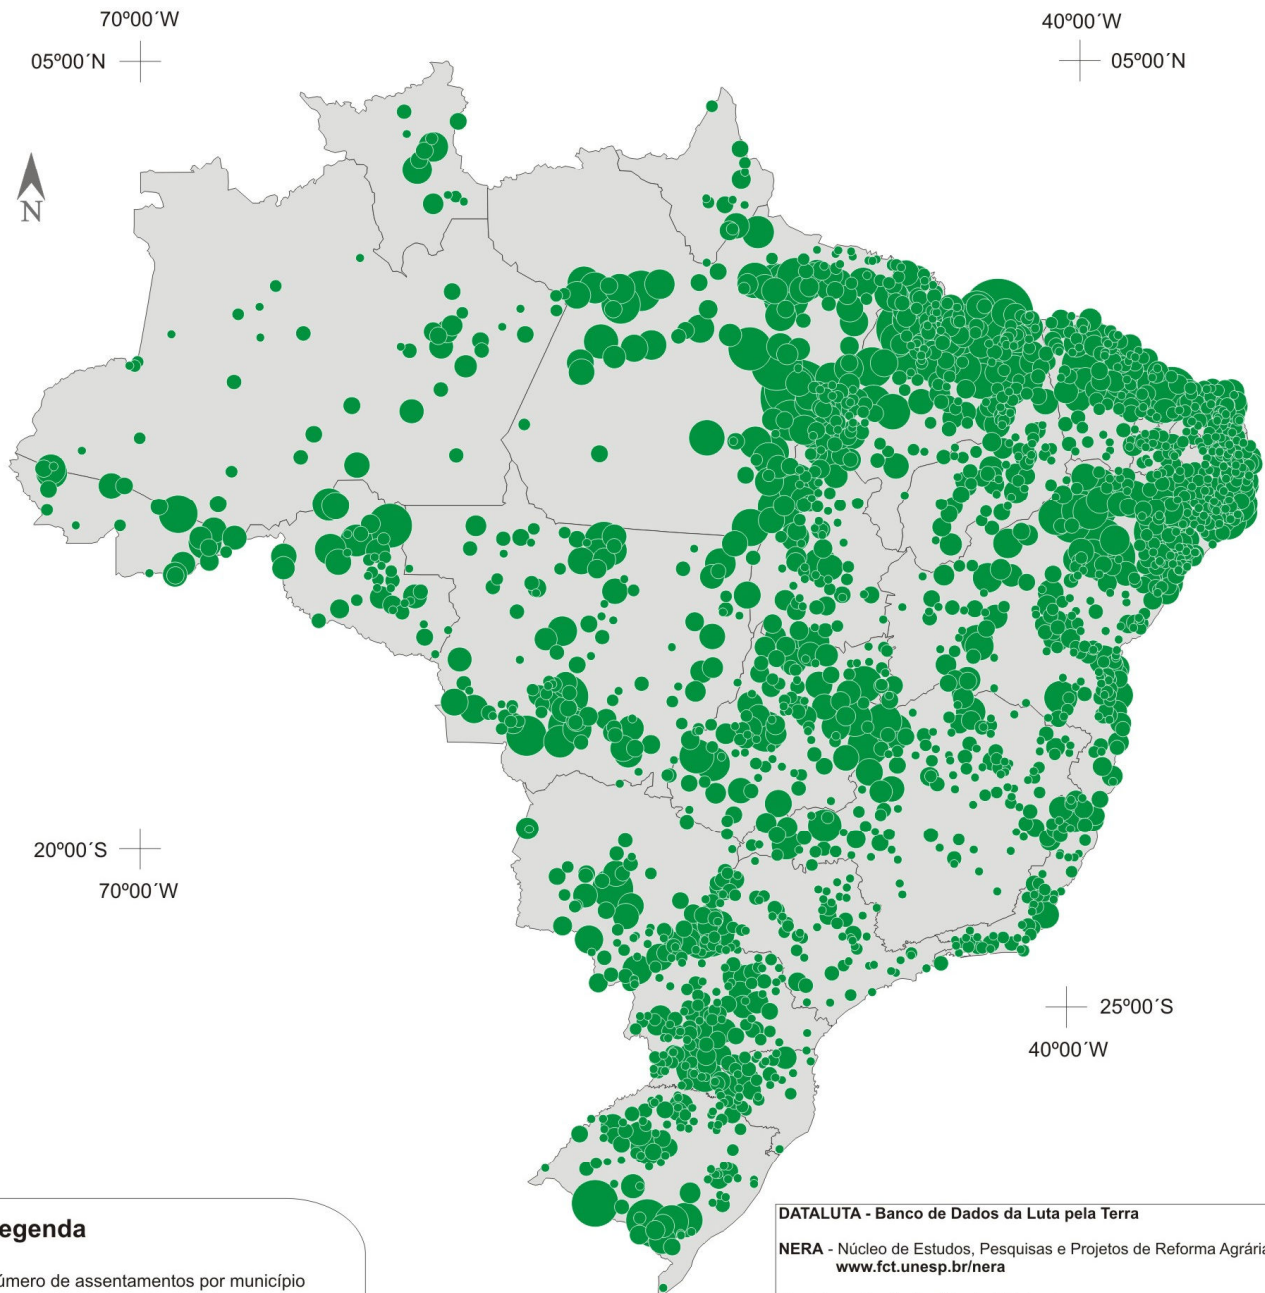 70º00´W
40º00´W
05º00´N
05º00´N
N
20º00´S
70º00´W
25º00´S
40º00´W
egenda
úmero de assentamentos por município
DATALUTA - Banco de Dados da Luta pela Terra
NERA - Núcleo de Estudos, Pesquisas e Projetos de Reforma Agrária
www.fct.unesp.br/nera